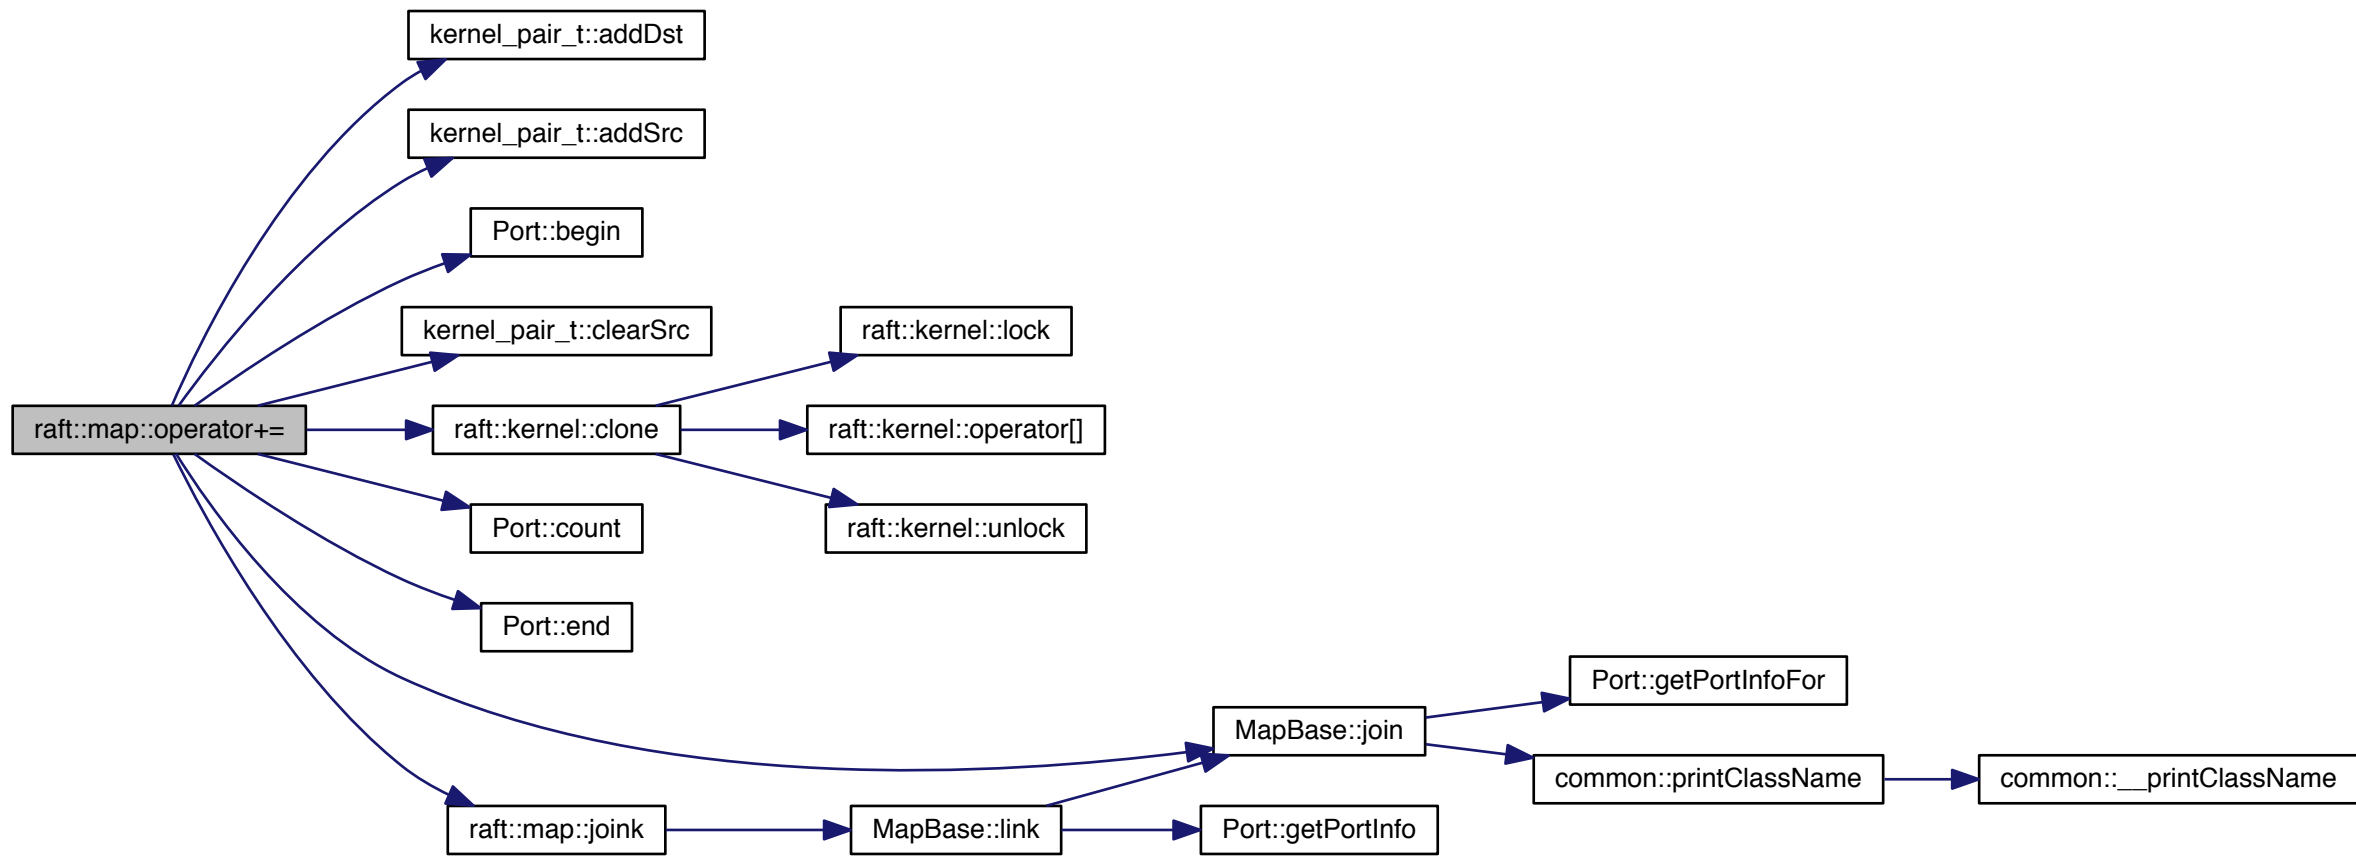 kernel_pair_t::addDst
kernel_pair_t::addSrc
Port::begin
kernel_pair_t::clearSrc
raft::kernel::lock
raft::map::operator+=
raft::kernel::clone
raft::kernel::operator[]
Port::count
raft::kernel::unlock
Port::end
Port::getPortInfoFor
MapBase::join
common::printClassName
common::__printClassName
raft::map::joink
MapBase::link
Port::getPortInfo